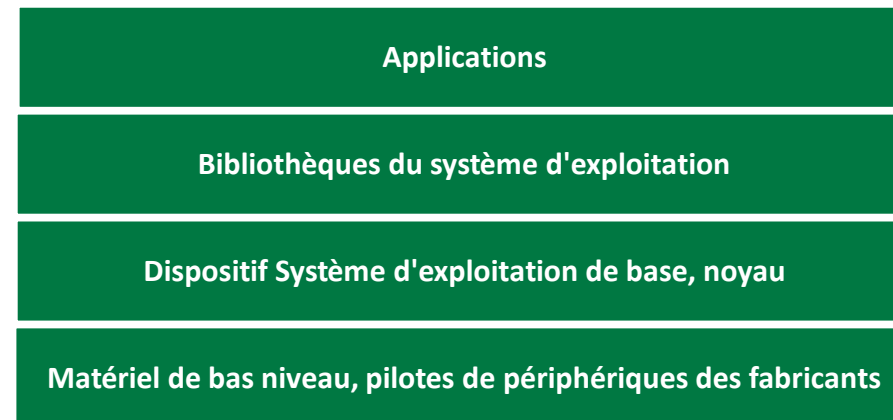 Applications
Bibliothèques du système d'exploitation
Dispositif Système d'exploitation de base, noyau
Matériel de bas niveau, pilotes de périphériques des fabricants